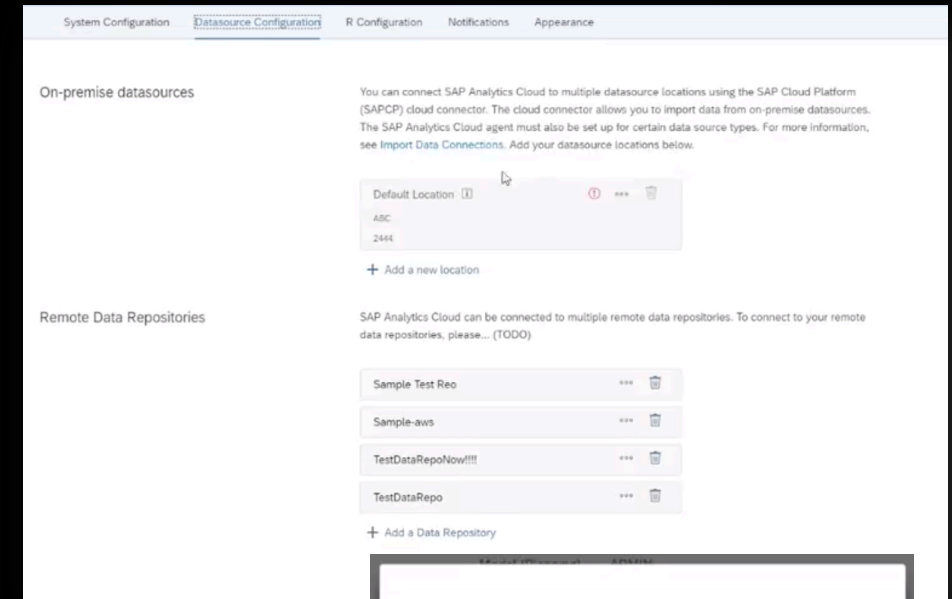 System Configuration Datasource Configuration R Configuration Notifications Appearance
On-premise datasources
You can connect SAP Analytics Cloud to multiple datasource locations using the SAP Cloud Platform
(SAPCP) cloud connector. The cloud connector allows you to import data from on-premise datasources.
The SAP Analytics Cloud agent must also be set up for certain data source types. For more information,
see Import Data Connections. Add your datasource locations below.
Default Location
ABC
2444
+ Add a new location
Remote Data Repositories
SAP Analytics Cloud can be connected to multiple remote data repositories. To connect to your remote
data repositories, please... (TODO)
Sample Test Reo
Sample-aws
TestDataRepoNow!!!!
TestDataRepo
+ Add a Data Repository